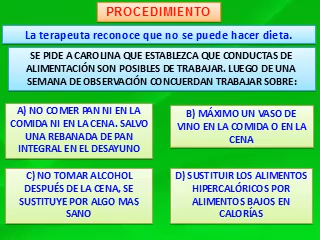 PROCEDIMIENTO
La terapeuta reconoce que no se puede hacer dieta.
SE PIDE A CAROLINA QUE ESTABLEZCA QUE CONDUCTAS DE
ALIMENTACIÓN SON POSIBLES DE TRABAJAR. LUEGO DE UNA
SEMANA DE OBSERVACIÓN CONCUERDAN TRABAJAR SOBRE:
A) NO COMER PAN NI EN LA
COMIDA NI EN LA CENA. SALVO
UNA REBANADA DE PAN
INTEGRAL EN EL DESAYUNO
B) MÁXIMO UN VASO DE
VINO EN LA COMIDA O EN LA
CENA
C) NO TOMAR ALCOHOL
DESPUÉS DE LA CENA, SE
SUSTITUYE POR ALGO MAS
SANO
D) SUSTITUIR LOS ALIMENTOS
HIPERCALÓRICOS POR
ALIMENTOS BAJOS EN
CALORÍAS